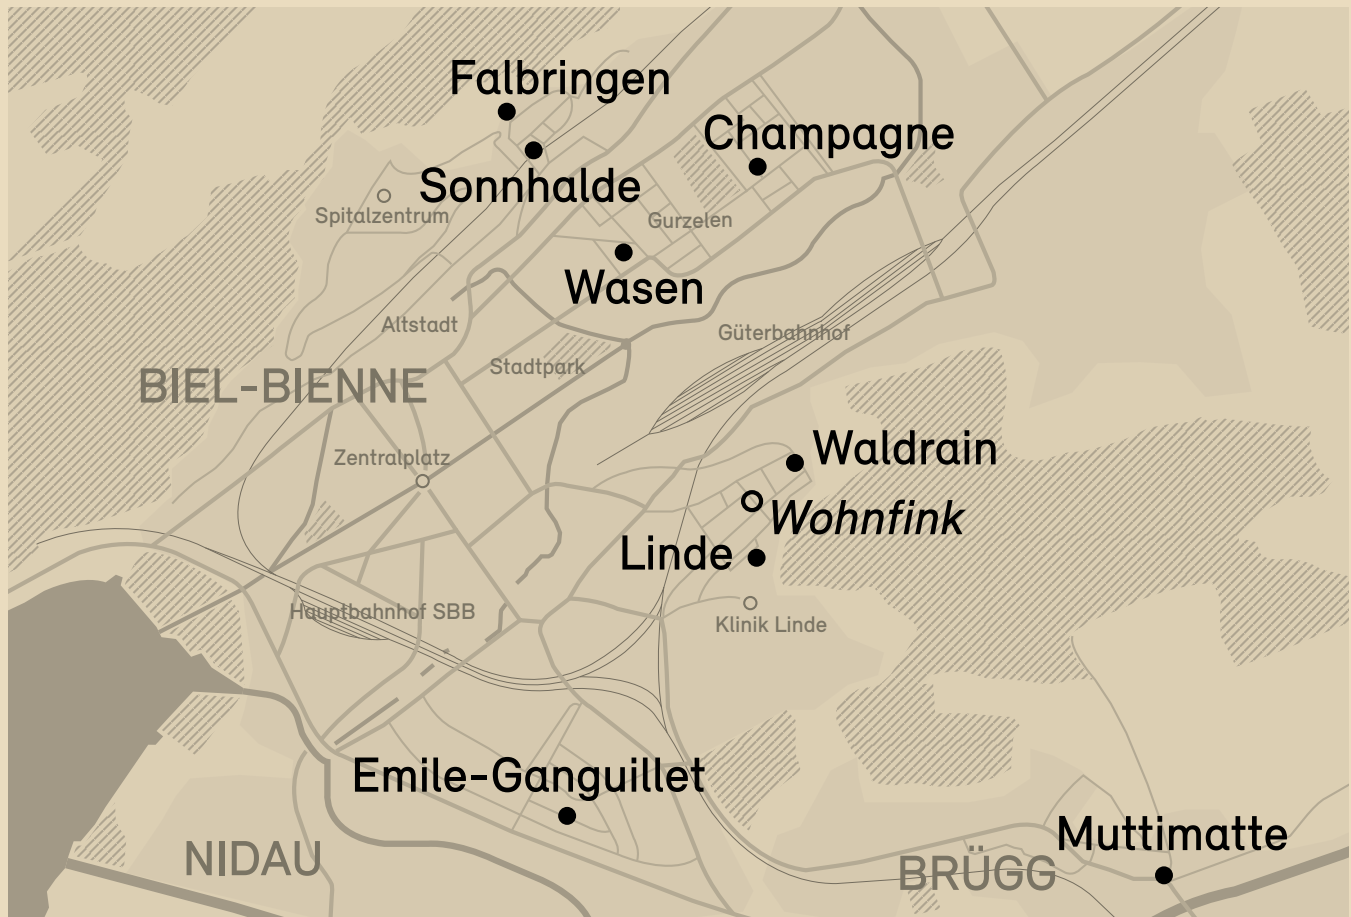 Falbringen
Champagne
Sonnhalde
Spitalzentrum
Gurzelen
Wasen
Altstadt
Güterbahnhof
Stadtpark
BIEL-BIENNE
Waldrain
Zentralplatz
Wohnfink
Linde
Hauptbahnhof SBB
Klinik Linde
Emile-Ganguillet
Muttimatte
NIDAU
BRÜGG